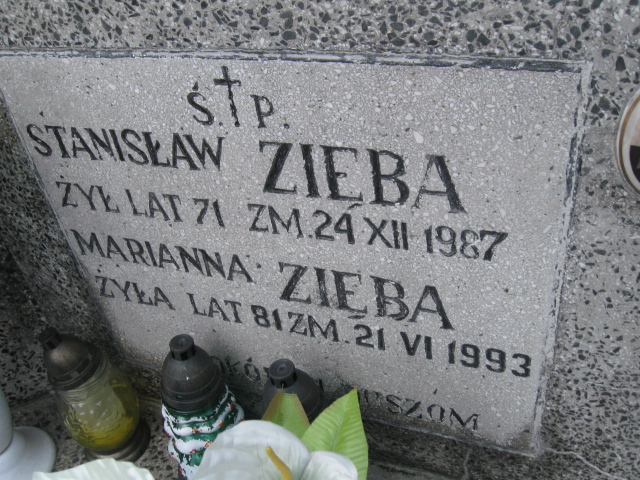 Ś.†P.
STANISŁAW ZIĘBA
ŻYŁ LAT 71 ZM. 24 XII 1987
MARIANNA ZIĘBA
ŻYŁA LAT 81 ZM. 21 VI 1993